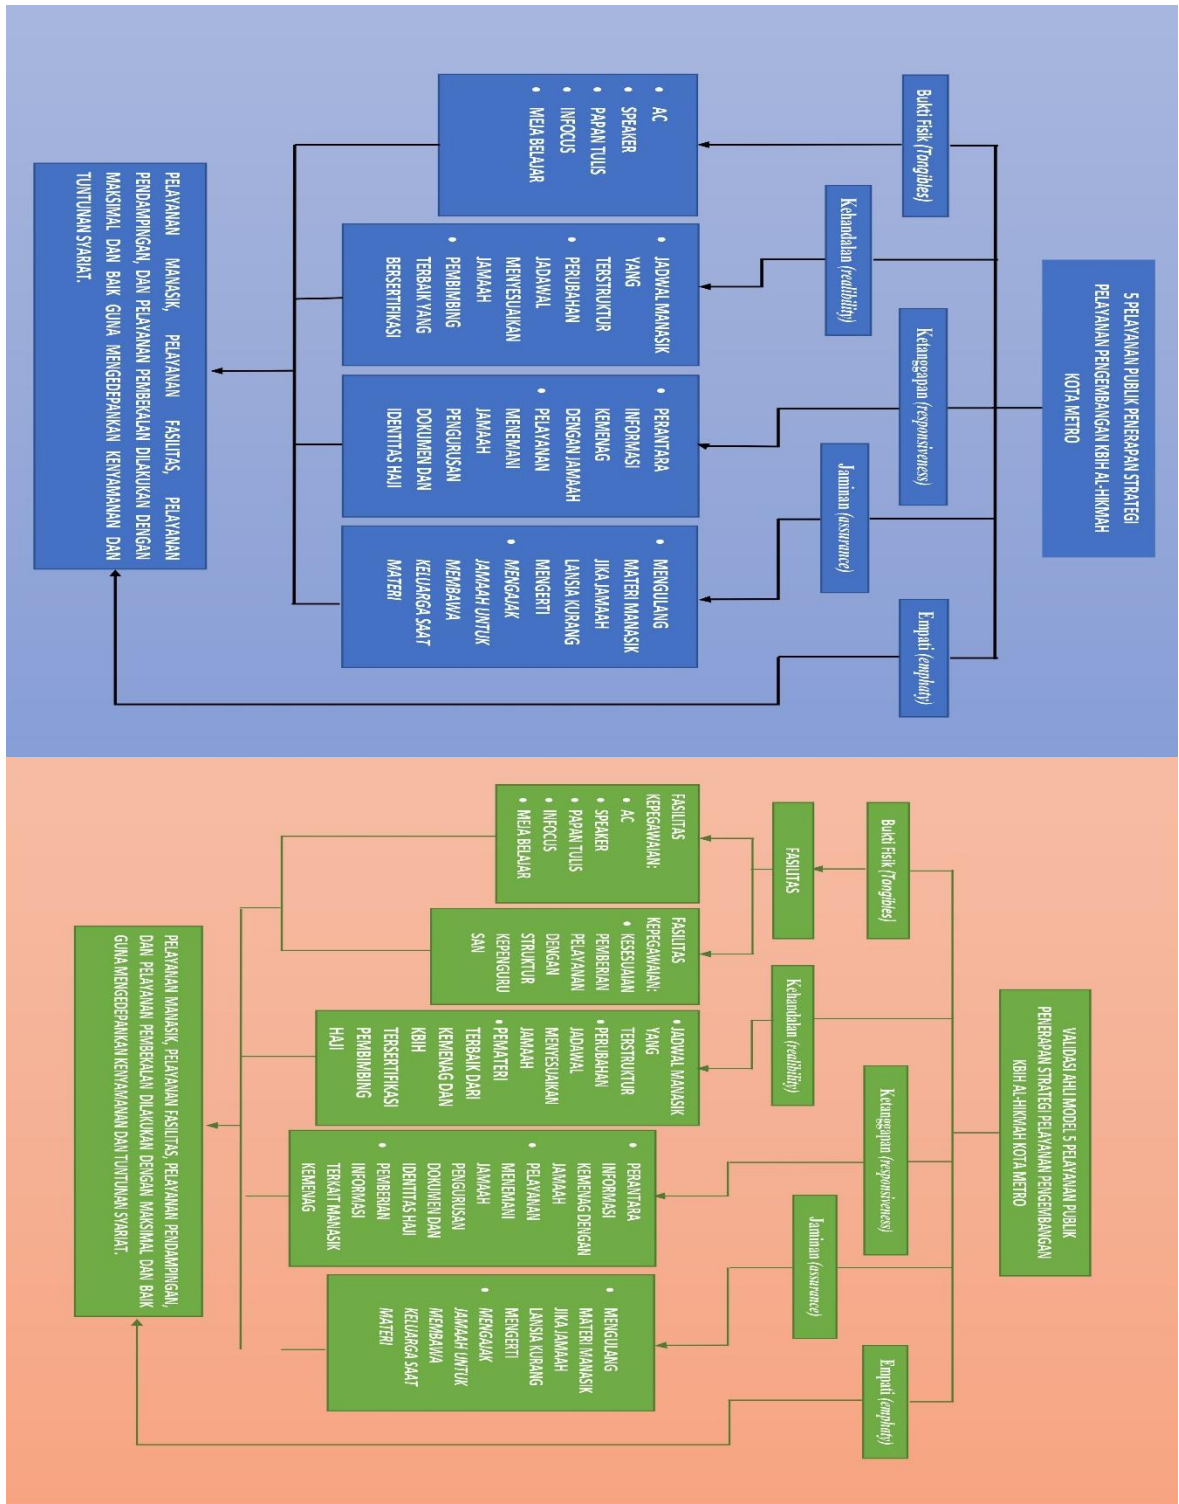 5 PELAYANAN PUBLIK PENERAPAN STRATEGI
PELAYANAN PENGEMBANGAN KBIH AL-HIKMAH
KOTA METRO
Bukti Fisik (Tangibles)
Kehandalan (realibility)
Ketanggapan (responsiveness)
Jaminan (assurance)
Empati (emphaty)
• AC
• SPEAKER
• PAPAN TULIS
• INFOCUS
• MEJA BELAJAR
• JADWAL MANASIK
YANG
TERSTRUKTUR
• PERUBAHAN
JADAWAL
MENYESUAIKAN
JAMAAH
• PEMBIMBING
TERBAIK YANG
BERSERTIFIKASI
• PERANTARA
INFORMASI
KEMENAG
DENGAN JAMAAH
• PELAYANAN
MENEMANI
JAMAAH
PENGURUSAN
DOKUMEN DAN
IDENTITAS HAJI
• MENGULANG
MATERI MANASIK
JIKA JAMAAH
LANSIA KURANG
MENGERTI
• MENGAJAK
JAMAAH UNTUK
MEMBAWA
KELUARGA SAAT
MATERI
PELAYANAN MANASIK, PELAYANAN FASILITAS, PELAYANAN
PENDAMPINGAN, DAN PELAYANAN PEMBEKALAN DILAKUKAN DENGAN
MAKSIMAL DAN BAIK GUNA MENGEDEPANKAN KENYAMANAN DAN
TUNTUNAN SYARIAT.
VALIDASI AHLI MODEL 5 PELAYANAN PUBLIK
PENERAPAN STRATEGI PELAYANAN PENGEMBANGAN
KBIH AL-HIKMAH KOTA METRO
Bukti Fisik (Tangibles)
Kehandalan (realibility)
Ketanggapan (responsiveness)
Jaminan (assurance)
Empati (emphaty)
FASILITAS
FASILITAS
KEPEGAWAIAN:
• AC
• SPEAKER
• PAPAN TULIS
• INFOCUS
• MEJA BELAJAR
FASILITAS
KEPEGAWAIAN:
• KESESUAIAN
PEMBERIAN
PELAYANAN
DENGAN
STRUKTUR
KEPENGURU
SAN
• JADWAL MANASIK
YANG
TERSTRUKTUR
• PERUBAHAN
JADAWAL
MENYESUAIKAN
JAMAAH
• PEMATERI
TERBAIK DARI
KEMENAG DAN
KBIH
TERSERTIFIKASI
PEMBIMBING
HAJI
• PERANTARA
INFORMASI
KEMENAG DENGAN
JAMAAH
• PELAYANAN
MENEMANI
JAMAAH
PENGURUSAN
DOKUMEN DAN
IDENTITAS HAJI
• PEMBERIAN
INFORMASI
TERKAIT MANASIK
KEMENAG
• MENGULANG
MATERI MANASIK
JIKA JAMAAH
LANSIA KURANG
MENGERTI
• MENGAJAK
JAMAAH UNTUK
MEMBAWA
KELUARGA SAAT
MATERI
PELAYANAN MANASIK, PELAYANAN FASILITAS, PELAYANAN PENDAMPINGAN,
DAN PELAYANAN PEMBEKALAN DILAKUKAN DENGAN MAKSIMAL DAN BAIK
GUNA MENGEDEPANKAN KENYAMANAN DAN TUNTUNAN SYARIAT.